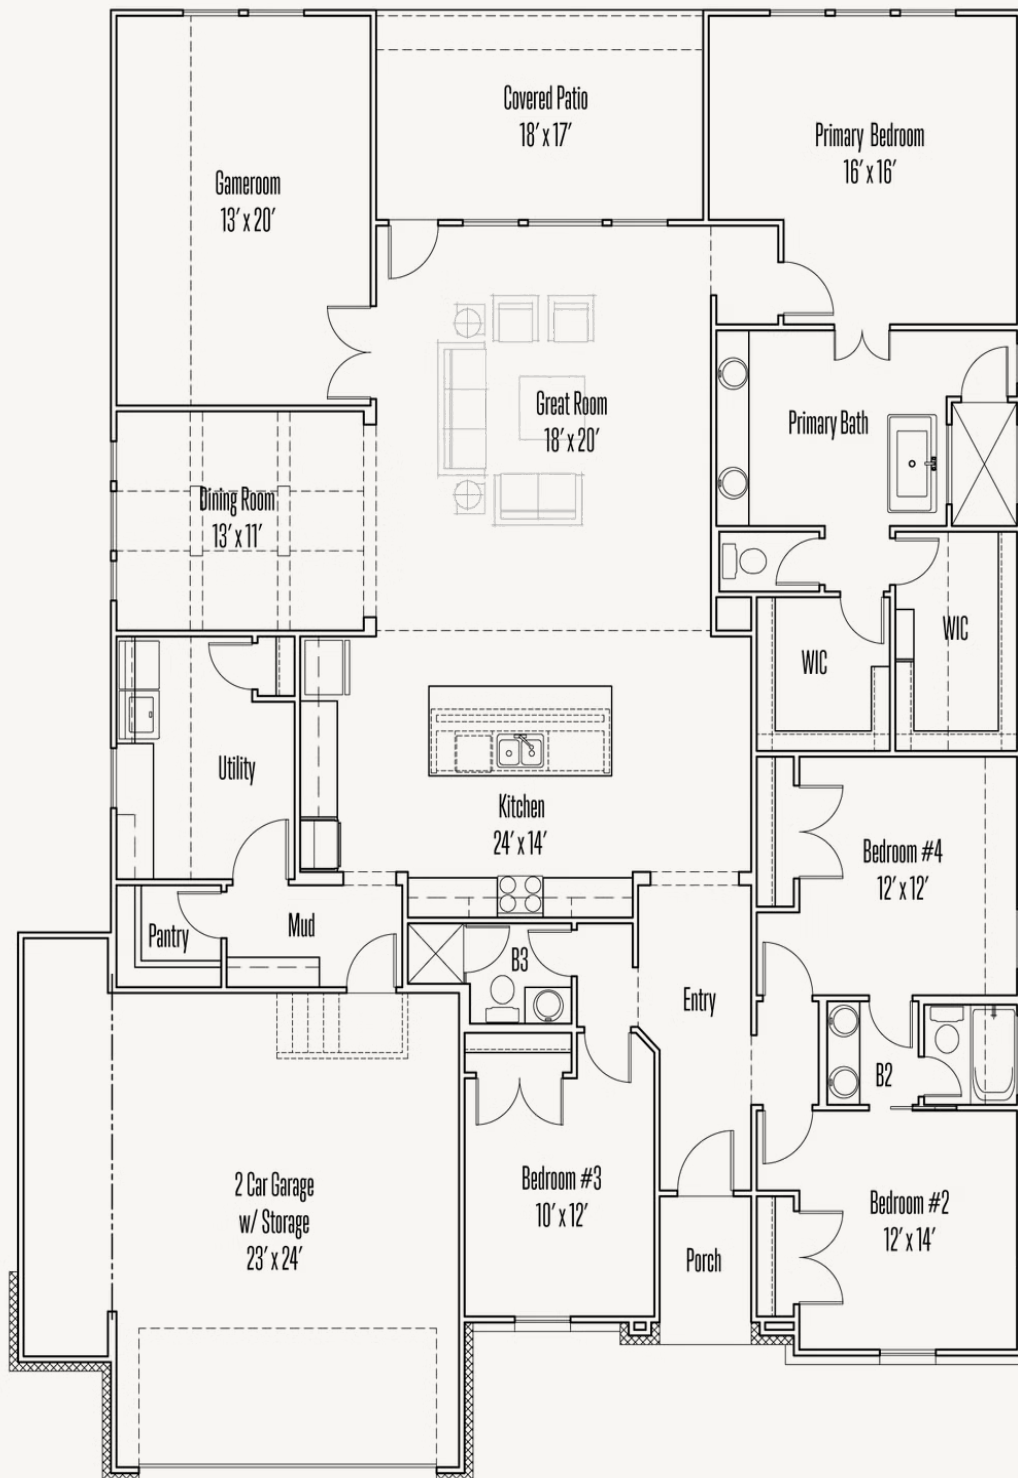 Covered Patio
18' x 17'
Primary Bedroom
16' x 16'
Gameroom
13' x 20'
Great Room
18' x 20'
Primary Bath
Dining Room
13' x 11'
WIC
WIC
Utility
Kitchen
24' x 14'
Bedroom #4
12' x 12'
Pantry
Mud
B3
Entry
B2
2 Car Garage
w/ Storage
23' x 24'
Bedroom #3
10' x 12'
Bedroom #2
12' x 14'
Porch